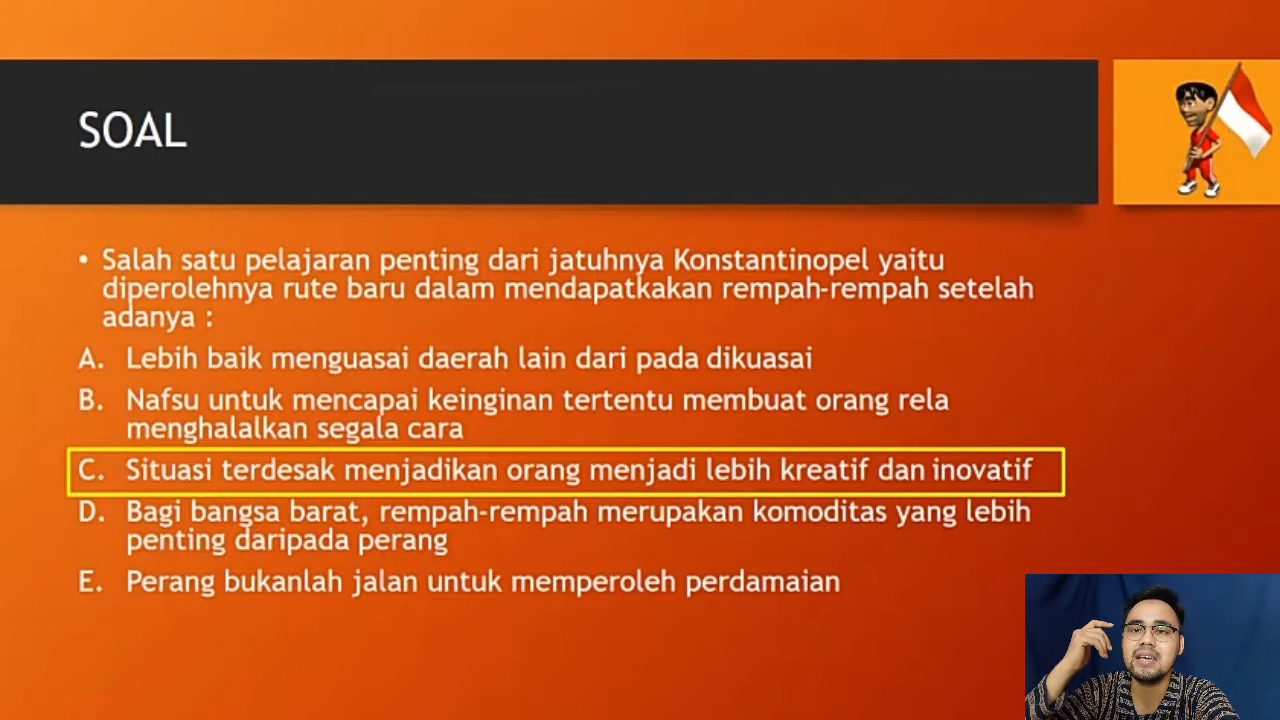 SOAL
• Salah satu pelajaran penting dari jatuhnya Konstantinopel yaitu
diperolehnya rute baru dalam mendapatkakan rempah-rempah setelah
adanya :
A. Lebih baik menguasai daerah lain dari pada dikuasai
B. Nafsu untuk mencapai keinginan tertentu membuat orang rela
menghalalkan segala cara
C. Situasi terdesak menjadikan orang menjadi lebih kreatif dan inovatif
D. Bagi bangsa barat, rempah-rempah merupakan komoditas yang lebih
penting daripada perang
E. Perang bukanlah jalan untuk memperoleh perdamaian